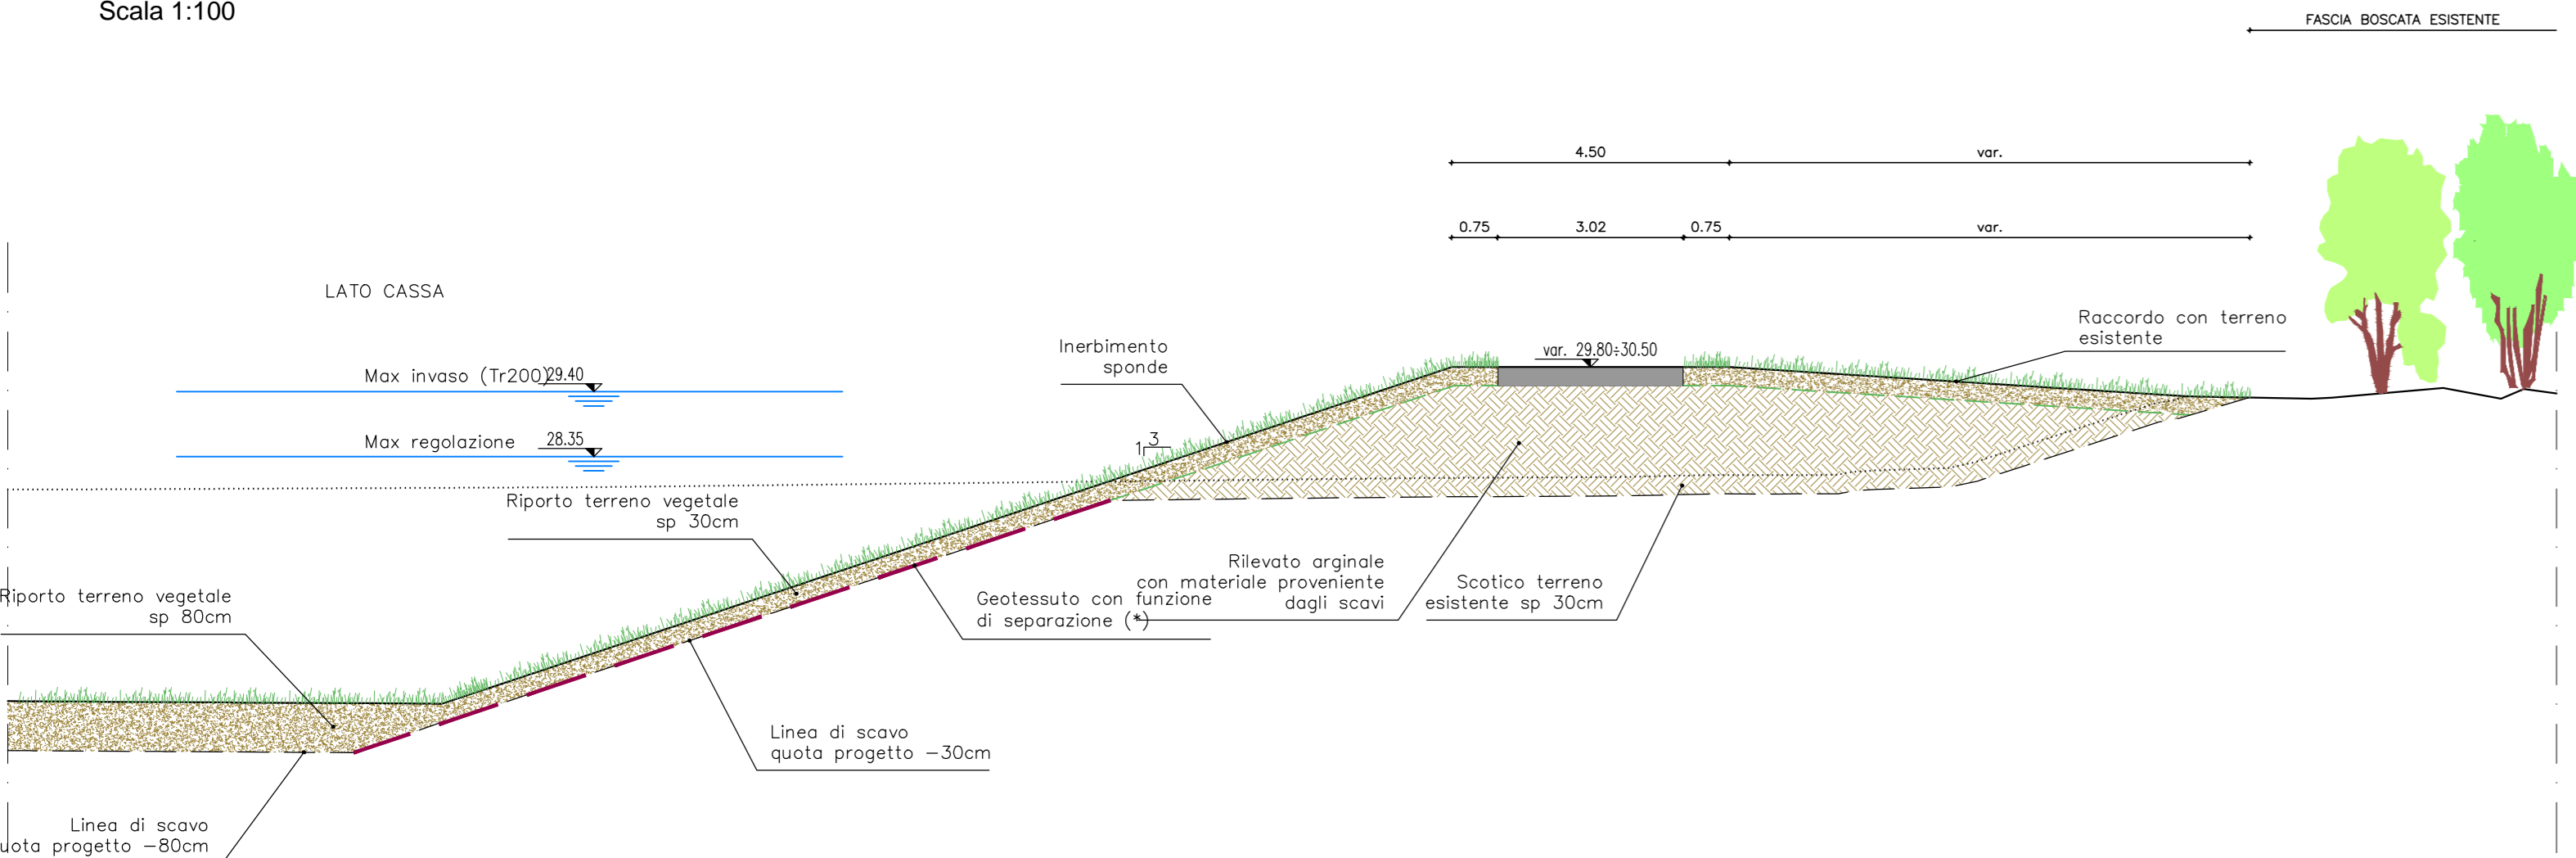 Scala 1:100
FASCIA BOSCATA ESISTENTE
4.50
var.
0.75
3.02
0.75
var.
LATO CASSA
Raccordo con terreno
esistente
Inerbimento
sponde
var. 29.80÷30.50
Max invaso (Tr200)
29.40
Max regolazione
28.35
1
3
Riporto terreno vegetale
sp 30cm
Rilevato arginale
con materiale proveniente
dagli scavi
Scotico terreno
esistente sp 30cm
Geotessuto con funzione
di separazione (*)
Riporto terreno vegetale
sp 80cm
Linea di scavo
quota progetto −30cm
Linea di scavo
uota progetto −80cm